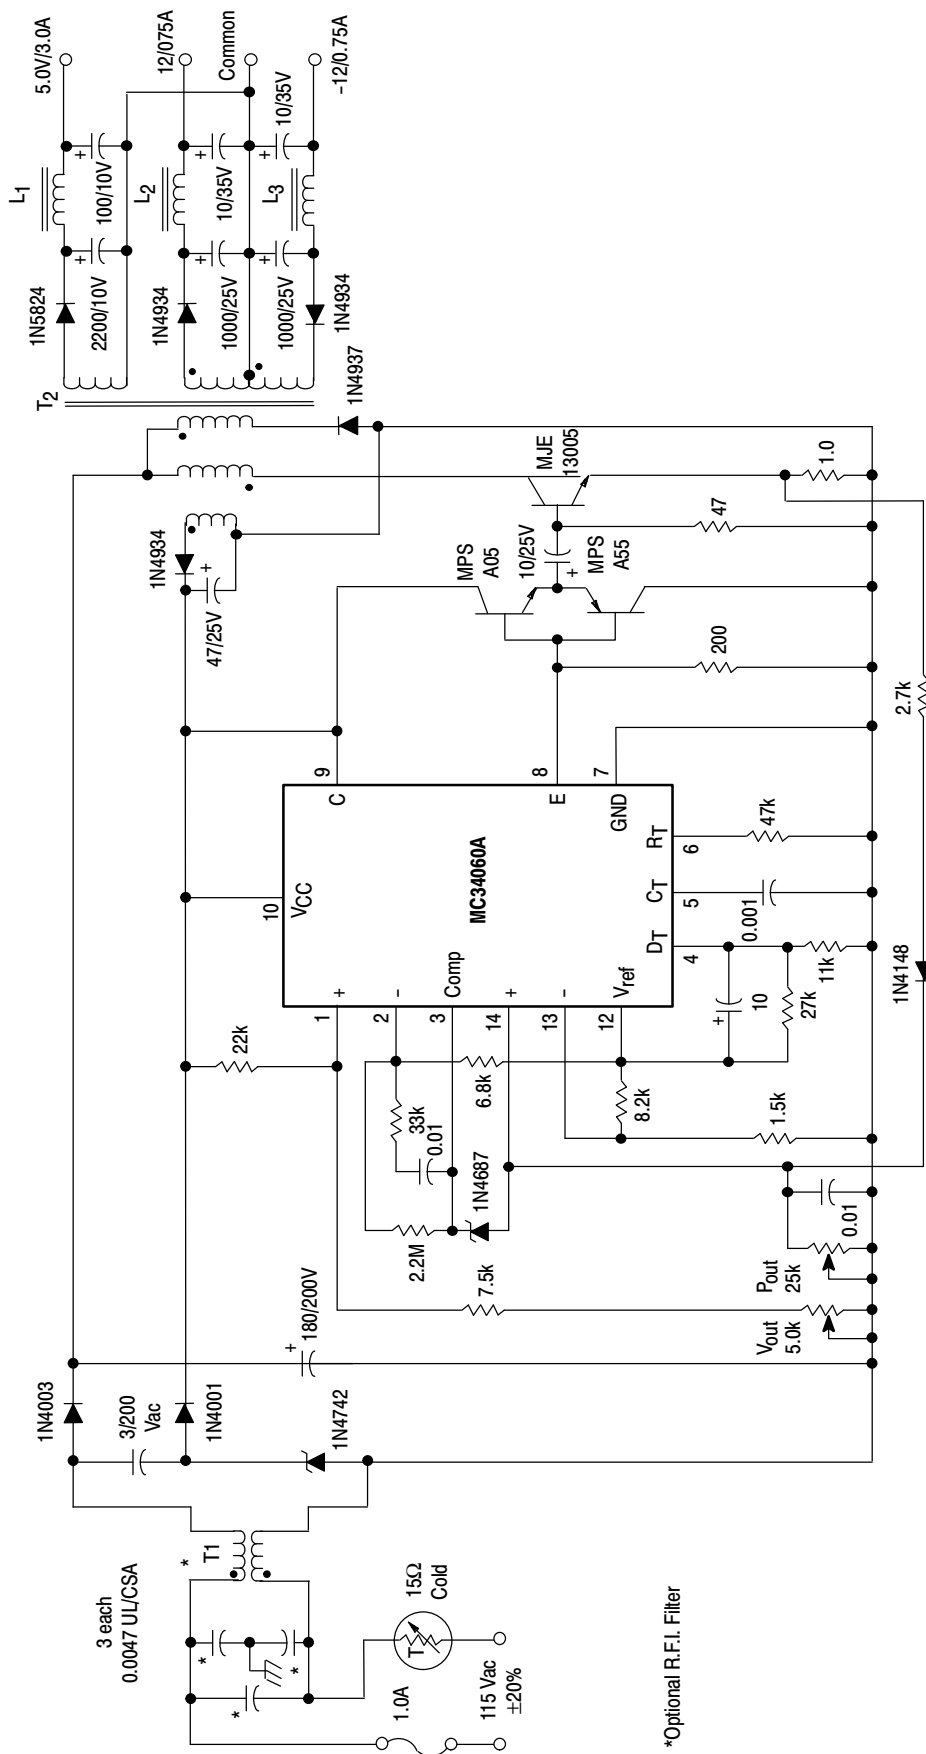 3 each
0.0047 UL/CSA
*
*
*
*
T1
1.0A
T
15Ω
Cold
115 Vac
±20%
*Optional R.F.I. Filter
1N4003
3/200
Vac
1N4001
1N4742
+
180/200V
22k
7.5k
2.2M
33k
0.01
6.8k
1N4687
8.2k
1.5k
Vout
5.0k
Pout
25k
0.01
1
2
3
14
13
12
+
-
Comp
+
-
Vref
10
VCC
MC34060A
DT
CT
RT
4
5
6
C
E
GND
9
8
7
+
10
27k
11k
0.001
47k
1N4148
2.7k
200
47
1.0
47/25V
+
1N4934
MPS
A05
10/25V
+
MPS
A55
MJE
13005
1N4937
T2
1N5824
2200/10V
+
L1
100/10V
+
5.0V/3.0A
1N4934
1000/25V
+
L2
10/35V
+
12/075A
Common
1000/25V
+
L3
10/35V
+
1N4934
-12/0.75A